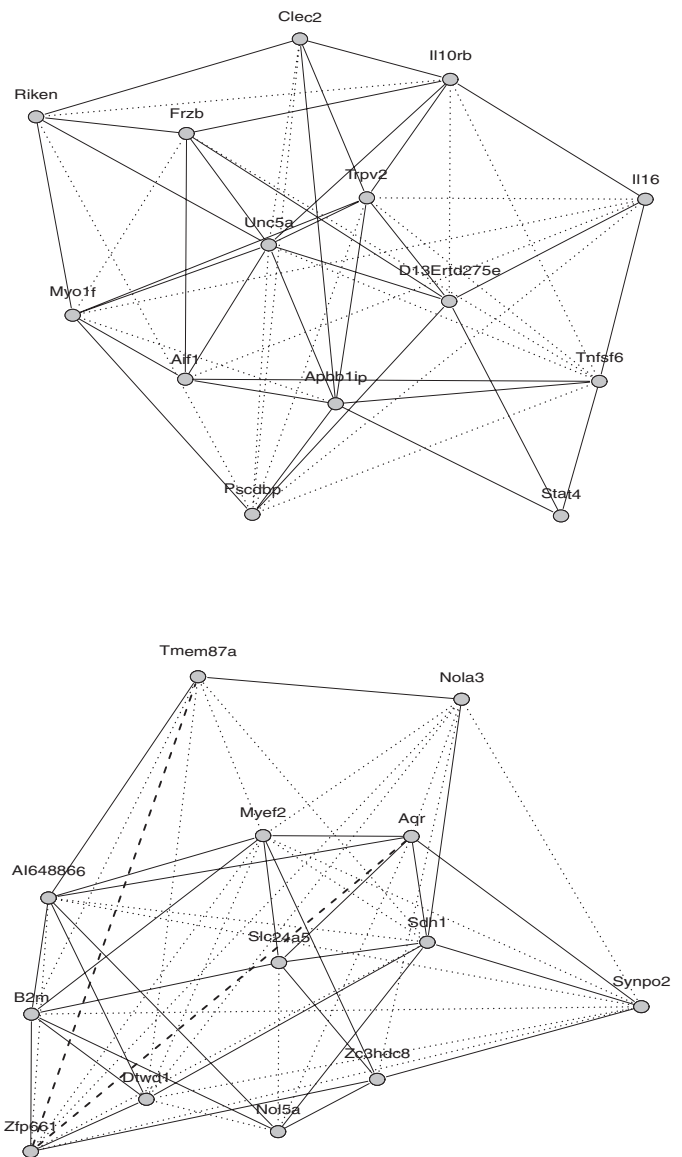 Clec2
Il10rb
Riken
Frzb
Trpv2
Il16
Unc5a
D13Ertd275e
Myo1f
Aif1
Tnfsf6
Apbb1ip
Pscdbp
Stat4
Tmem87a
Nola3
Myef2
Aqr
AI648866
Sdh1
Slc24a5
Synpo2
B2m
Zc3hdc8
Dtwd1
Nol5a
Zfp661